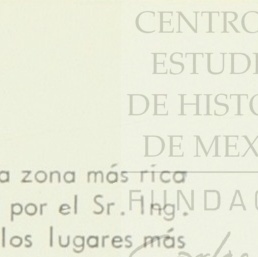 CENTRO
ESTUDI
DE HISTO
DE MEX
a zona más rica
FUNDAC
por el Sr. Ing.
los lugares más